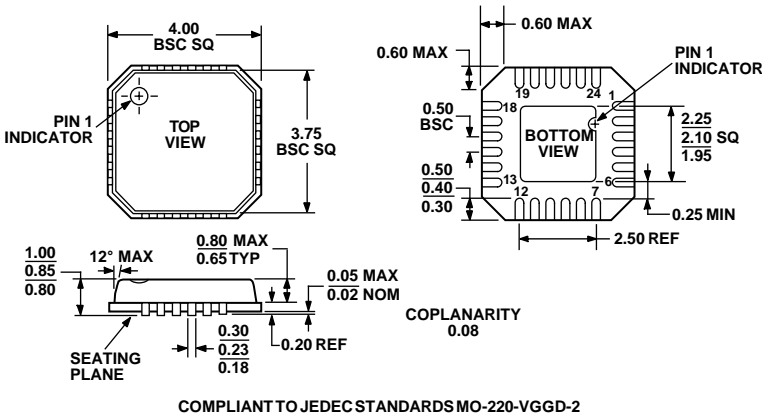 4.00
BSC SQ
PIN 1
INDICATOR
TOP
VIEW
3.75
BSC SQ
0.60 MAX
0.60 MAX
PIN 1
INDICATOR
19
24
1
18
0.50
BSC
BOTTOM
VIEW
2.25
2.10 SQ
1.95
0.50
0.40
0.30
13
12
7
6
0.25 MIN
2.50 REF
1.00
0.85
0.80
12° MAX
0.80 MAX
0.65 TYP
0.05 MAX
0.02 NOM
0.20 REF
SEATING
PLANE
0.30
0.23
0.18
COPLANARITY
0.08
COMPLIANT TO JEDEC STANDARDS MO-220-VGGD-2